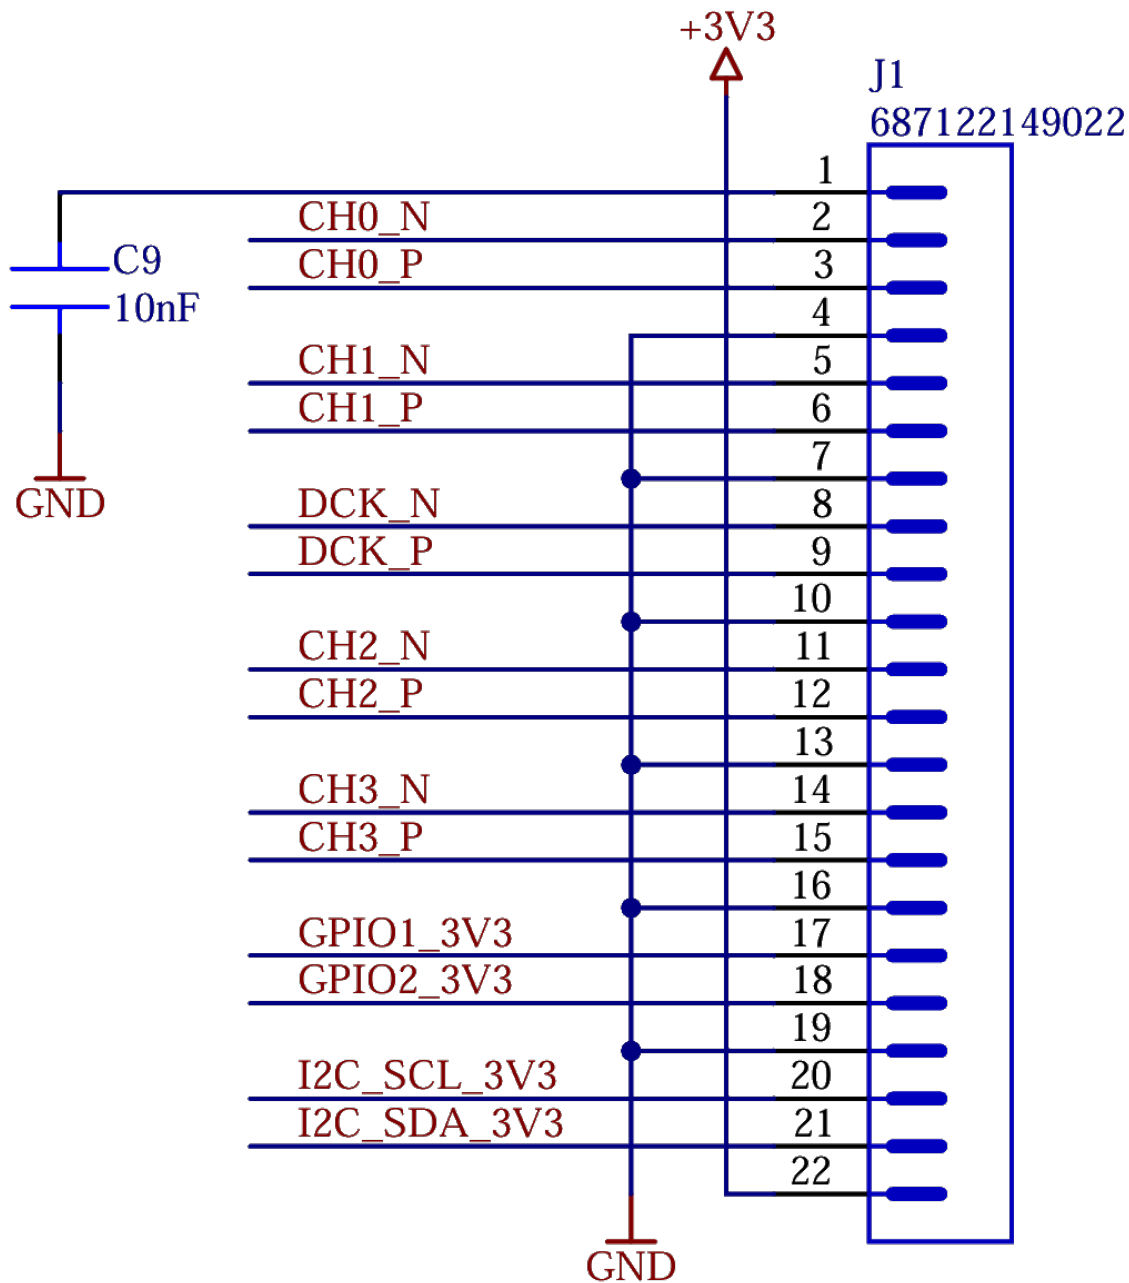 +3V3
J1
687122149022
1
CH0_N
2
CH0_P
3
C9
10nF
4
CH1_N
5
CH1_P
6
7
GND
DCK_N
8
DCK_P
9
10
CH2_N
11
CH2_P
12
13
CH3_N
14
CH3_P
15
16
GPIO1_3V3
17
GPIO2_3V3
18
19
I2C_SCL_3V3
20
I2C_SDA_3V3
21
22
GND